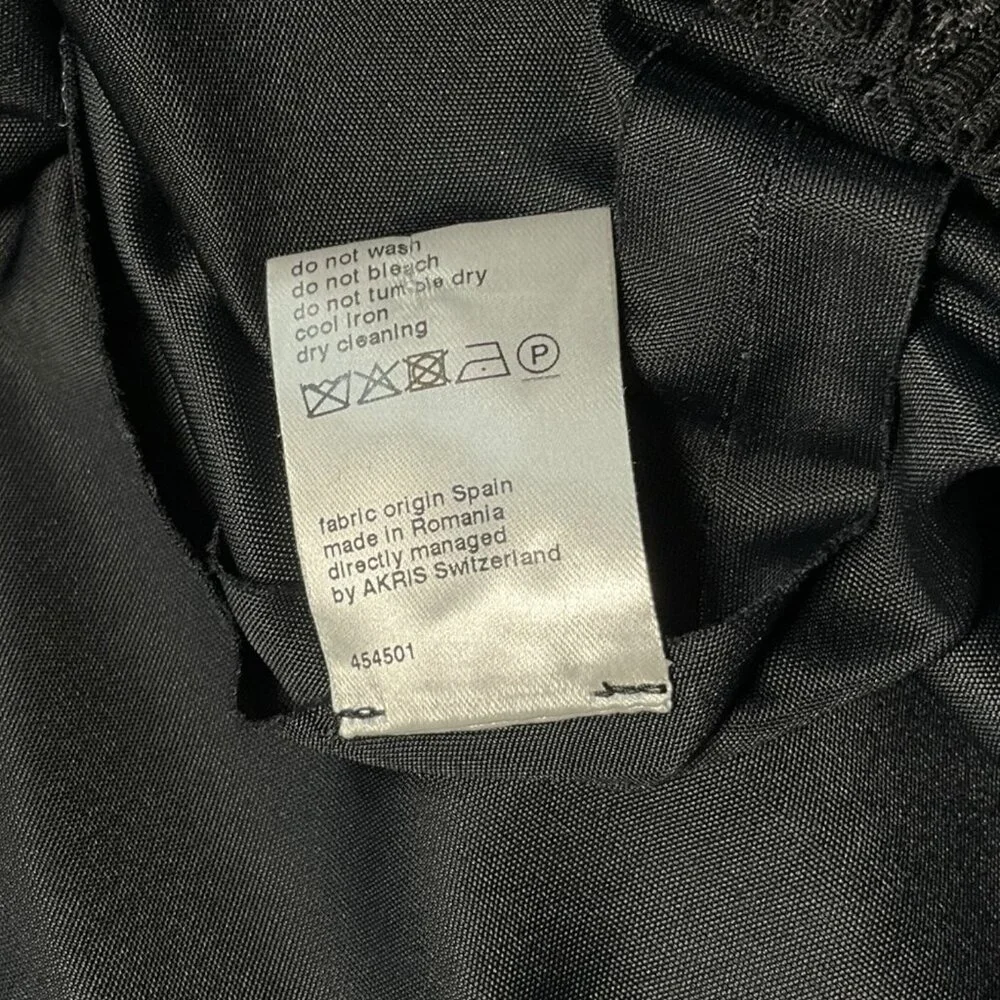 do not wash
do not bleach
do not tumble dry
cool iron
dry cleaning
P
fabric origin Spain
made in Romania
directly managed
by AKRIS Switzerland
454501